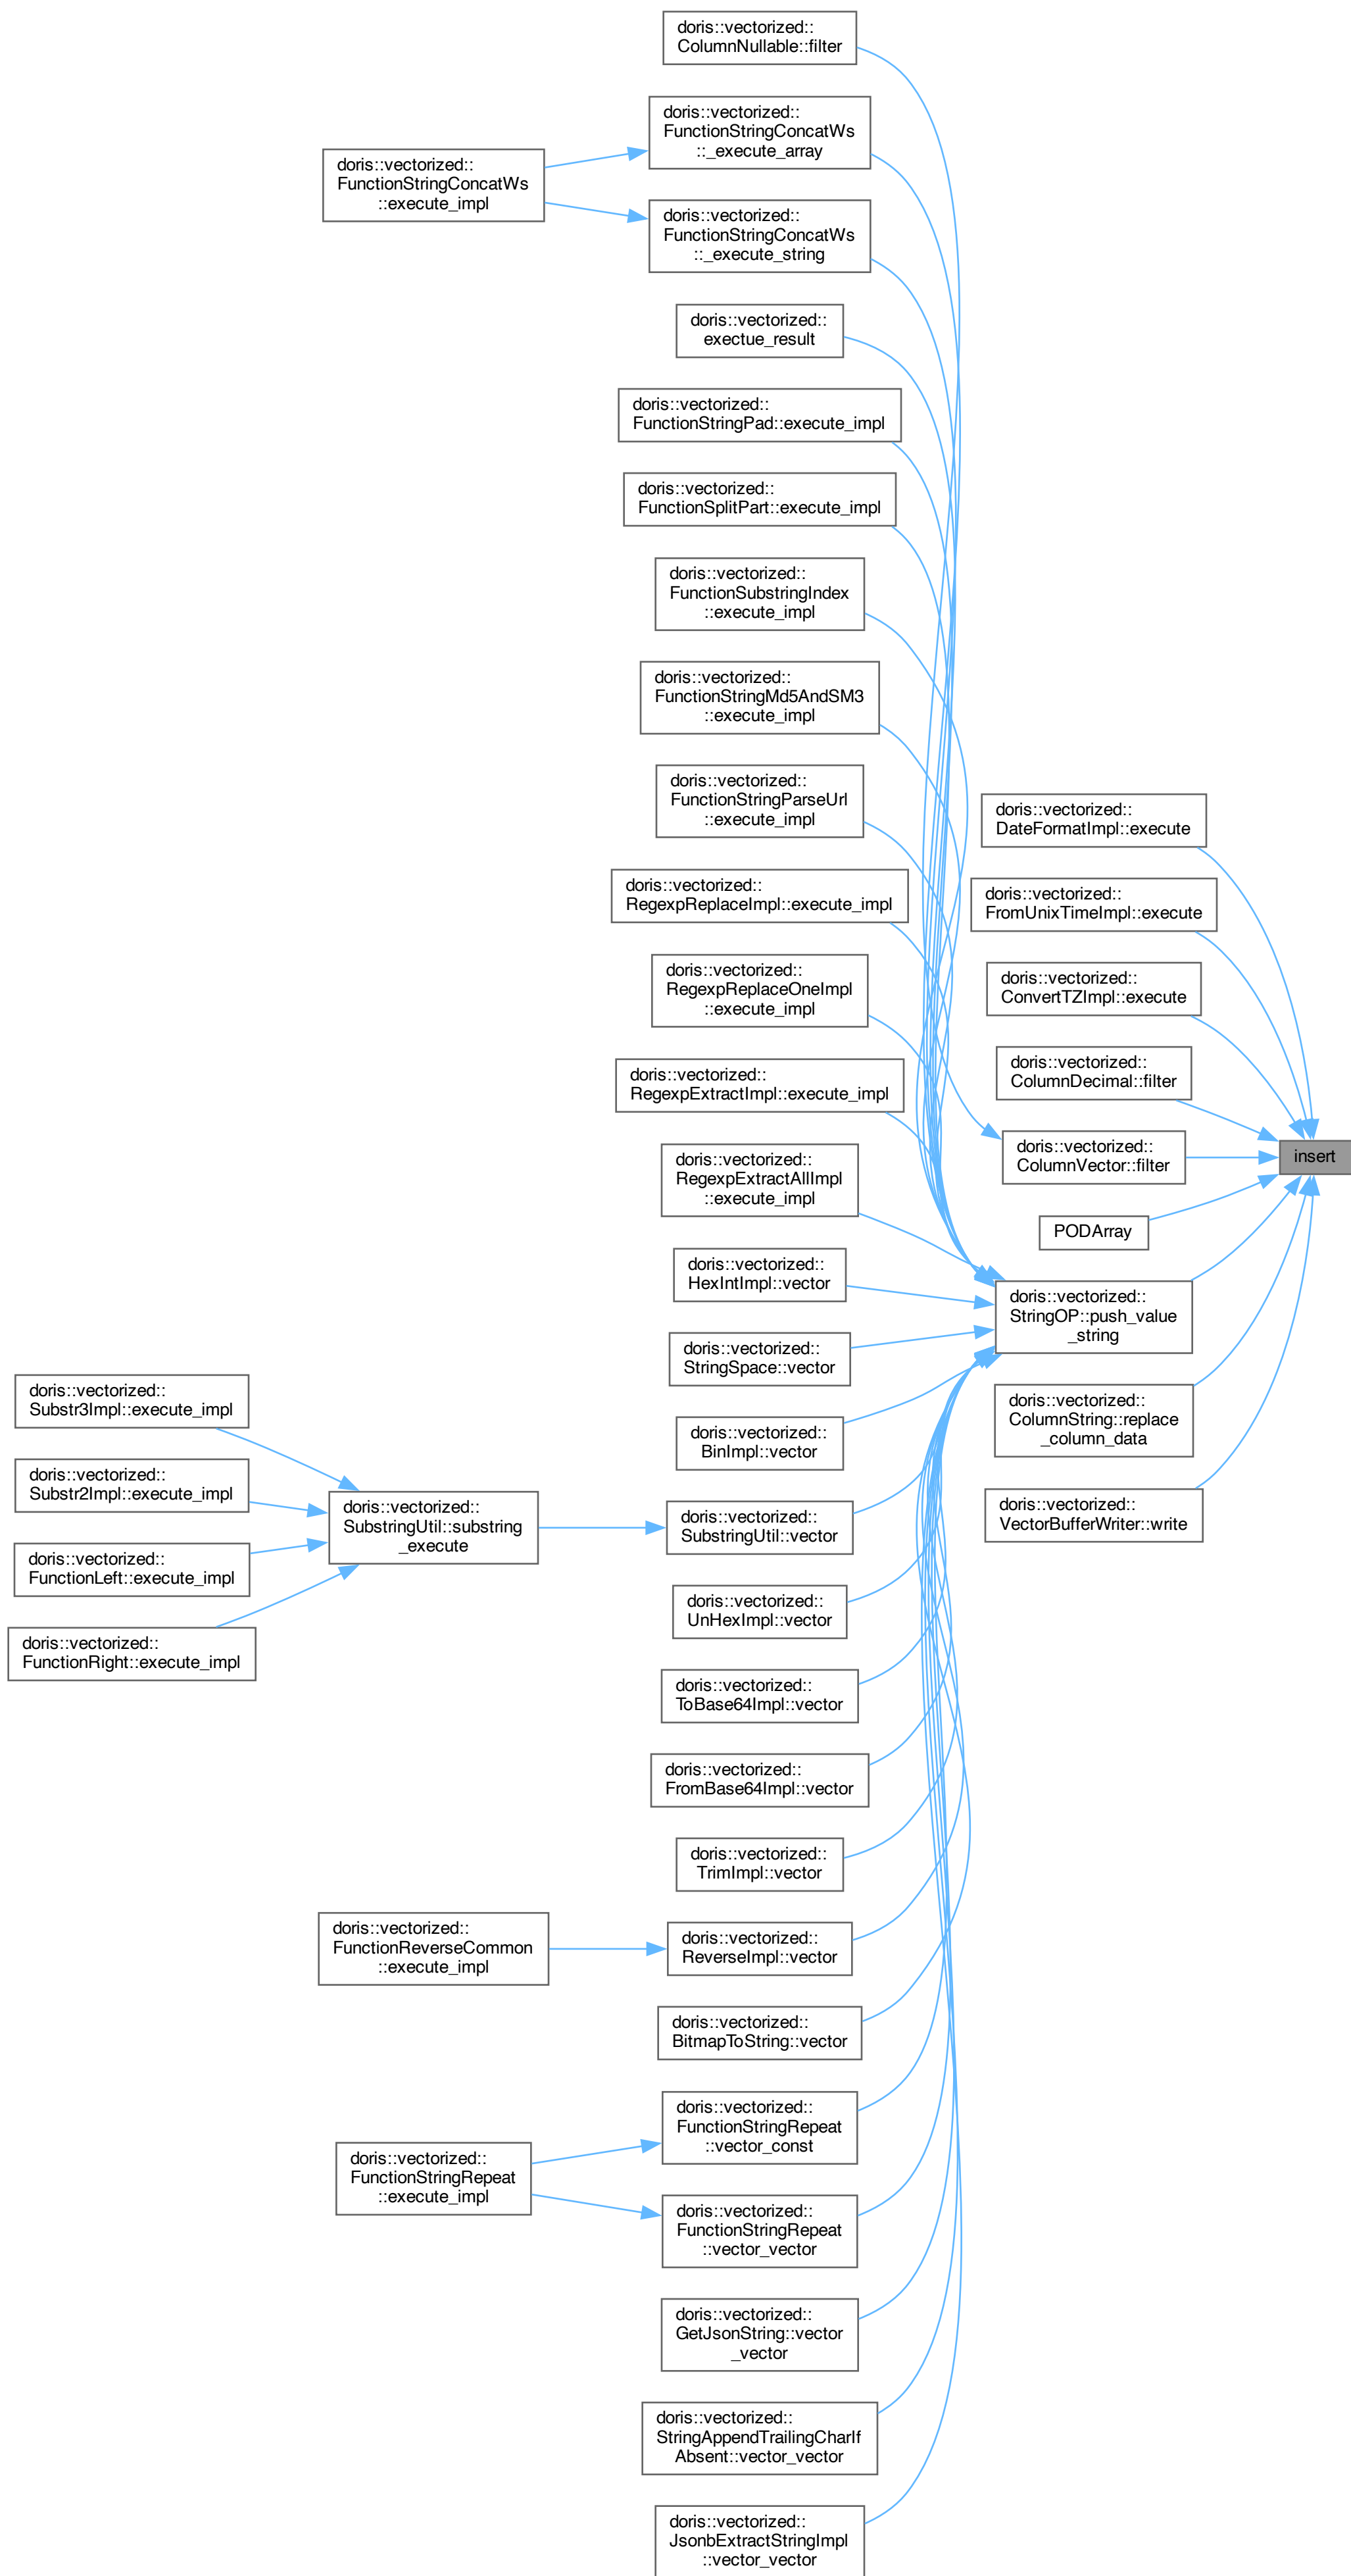 doris::vectorized::
ColumnNullable::filter
doris::vectorized::
FunctionStringConcatWs
::_execute_array
doris::vectorized::
FunctionStringConcatWs
::execute_impl
doris::vectorized::
FunctionStringConcatWs
::_execute_string
doris::vectorized::
exectue_result
doris::vectorized::
FunctionStringPad::execute_impl
doris::vectorized::
FunctionSplitPart::execute_impl
doris::vectorized::
FunctionSubstringIndex
::execute_impl
doris::vectorized::
FunctionStringMd5AndSM3
::execute_impl
doris::vectorized::
FunctionStringParseUrl
::execute_impl
doris::vectorized::
DateFormatImpl::execute
doris::vectorized::
RegexpReplaceImpl::execute_impl
doris::vectorized::
FromUnixTimeImpl::execute
doris::vectorized::
RegexpReplaceOneImpl
::execute_impl
doris::vectorized::
ConvertTZImpl::execute
doris::vectorized::
ColumnDecimal::filter
doris::vectorized::
RegexpExtractImpl::execute_impl
doris::vectorized::
ColumnVector::filter
insert
doris::vectorized::
RegexpExtractAllImpl
::execute_impl
PODArray
doris::vectorized::
HexIntImpl::vector
doris::vectorized::
StringOP::push_value
_string
doris::vectorized::
StringSpace::vector
doris::vectorized::
ColumnString::replace
_column_data
doris::vectorized::
BinImpl::vector
doris::vectorized::
VectorBufferWriter::write
doris::vectorized::
Substr3Impl::execute_impl
doris::vectorized::
Substr2Impl::execute_impl
doris::vectorized::
SubstringUtil::substring
_execute
doris::vectorized::
SubstringUtil::vector
doris::vectorized::
FunctionLeft::execute_impl
doris::vectorized::
FunctionRight::execute_impl
doris::vectorized::
UnHexImpl::vector
doris::vectorized::
ToBase64Impl::vector
doris::vectorized::
FromBase64Impl::vector
doris::vectorized::
TrimImpl::vector
doris::vectorized::
FunctionReverseCommon
::execute_impl
doris::vectorized::
ReverseImpl::vector
doris::vectorized::
BitmapToString::vector
doris::vectorized::
FunctionStringRepeat
::vector_const
doris::vectorized::
FunctionStringRepeat
::execute_impl
doris::vectorized::
FunctionStringRepeat
::vector_vector
doris::vectorized::
GetJsonString::vector
_vector
doris::vectorized::
StringAppendTrailingCharIf
Absent::vector_vector
doris::vectorized::
JsonbExtractStringImpl
::vector_vector